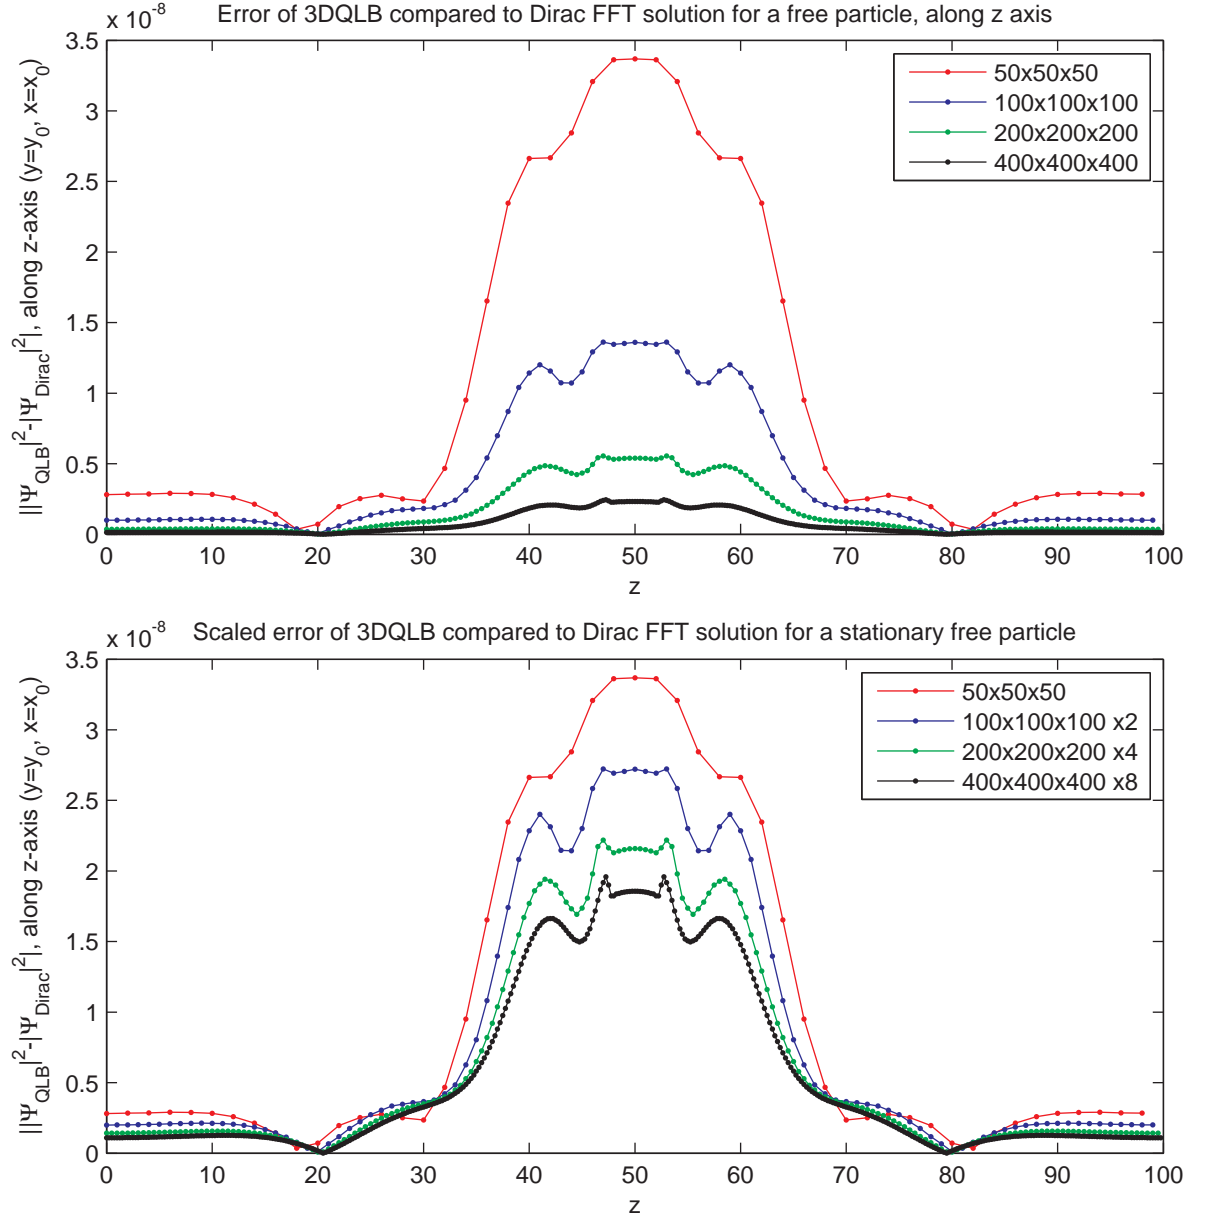 Error of 3DQLB compared to Dirac FFT solution for a free particle, along z axis
x 10^-8
3.5
3
2.5
2
1.5
1
0.5
0
||Ψ_QLB|^2-|Ψ_Dirac|^2|, along z-axis (y=y_0, x=x_0)
50x50x50
100x100x100
200x200x200
400x400x400
0 10 20 30 40 50 60 70 80 90 100
z
Scaled error of 3DQLB compared to Dirac FFT solution for a stationary free particle
x 10^-8
3.5
3
2.5
2
1.5
1
0.5
0
||Ψ_QLB|^2-|Ψ_Dirac|^2|, along z-axis (y=y_0, x=x_0)
50x50x50
100x100x100 x2
200x200x200 x4
400x400x400 x8
0 10 20 30 40 50 60 70 80 90 100
z